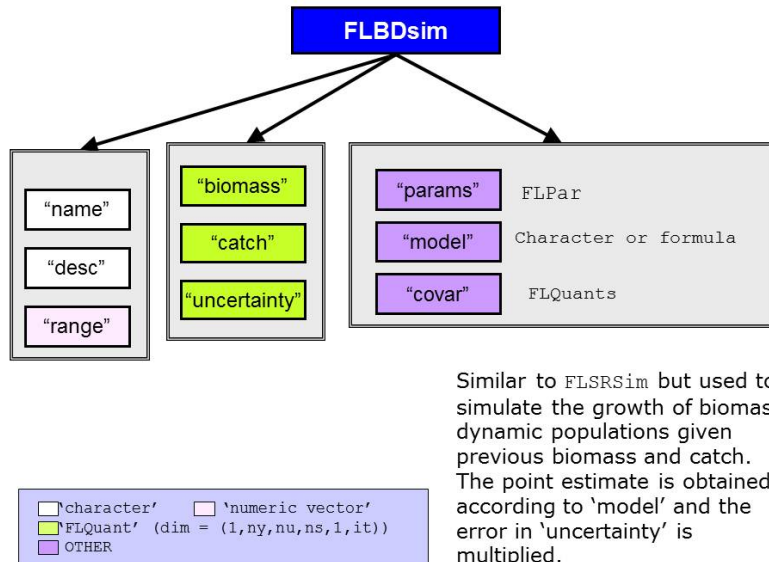 FLBDsim
“name”
“desc”
“range”
“biomass”
“catch”
“uncertainty”
“params” FLPar
“model” Character or formula
“covar” FLQuants
Similar to FLSRSim but used to
simulate the growth of biomas
dynamic populations given
previous biomass and catch.
The point estimate is obtained
according to ‘model’ and the
error in ‘uncertainty’ is
multiplied.
‘character’ ‘numeric vector’
‘FLQuant’ (dim = (1,ny,nu,ns,1,it))
OTHER